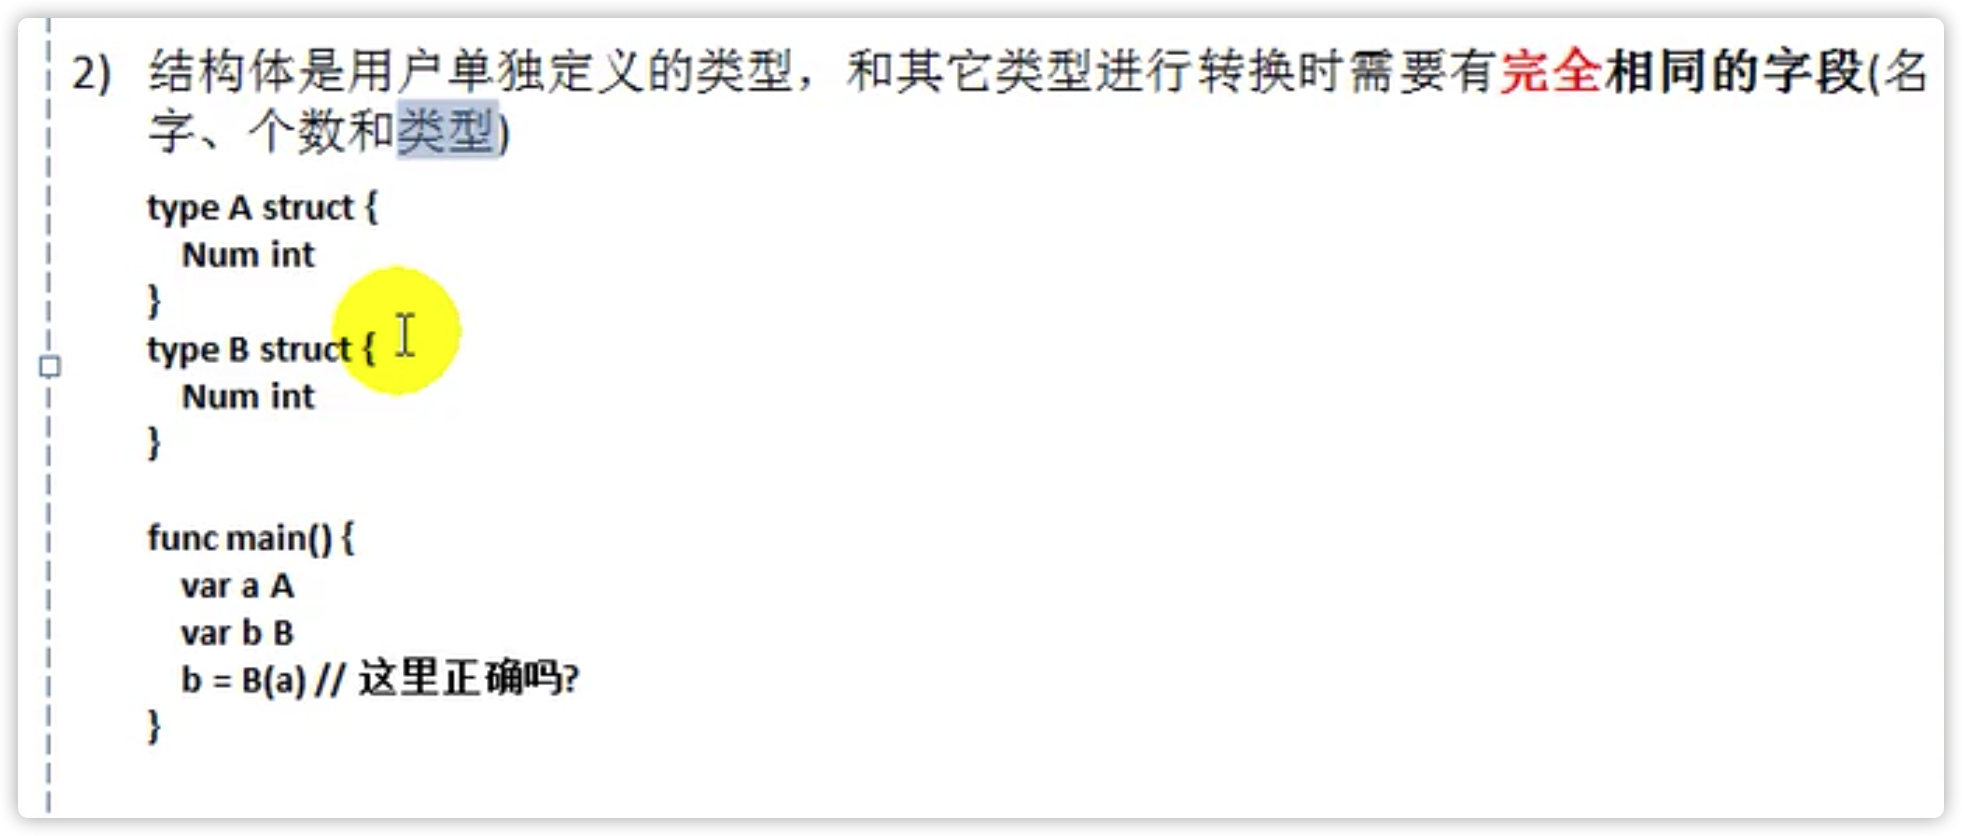 2) 结构体是用户单独定义的类型，和其它类型进行转换时需要有完全相同的字段(名
字、个数和类型)
type A struct {
Num int
}
type B struct {
Num int
}
func main() {
var a A
var b B
b = B(a) // 这里正确吗?
}